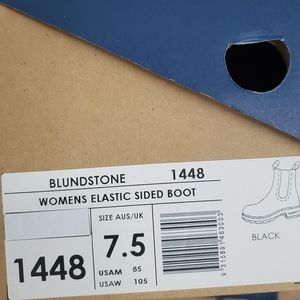 BLUNDSTONE 1448
WOMENS ELASTIC SIDED BOOT
1448
SIZE AUS/UK
7.5
USAM 85
USAW 105
BLACK